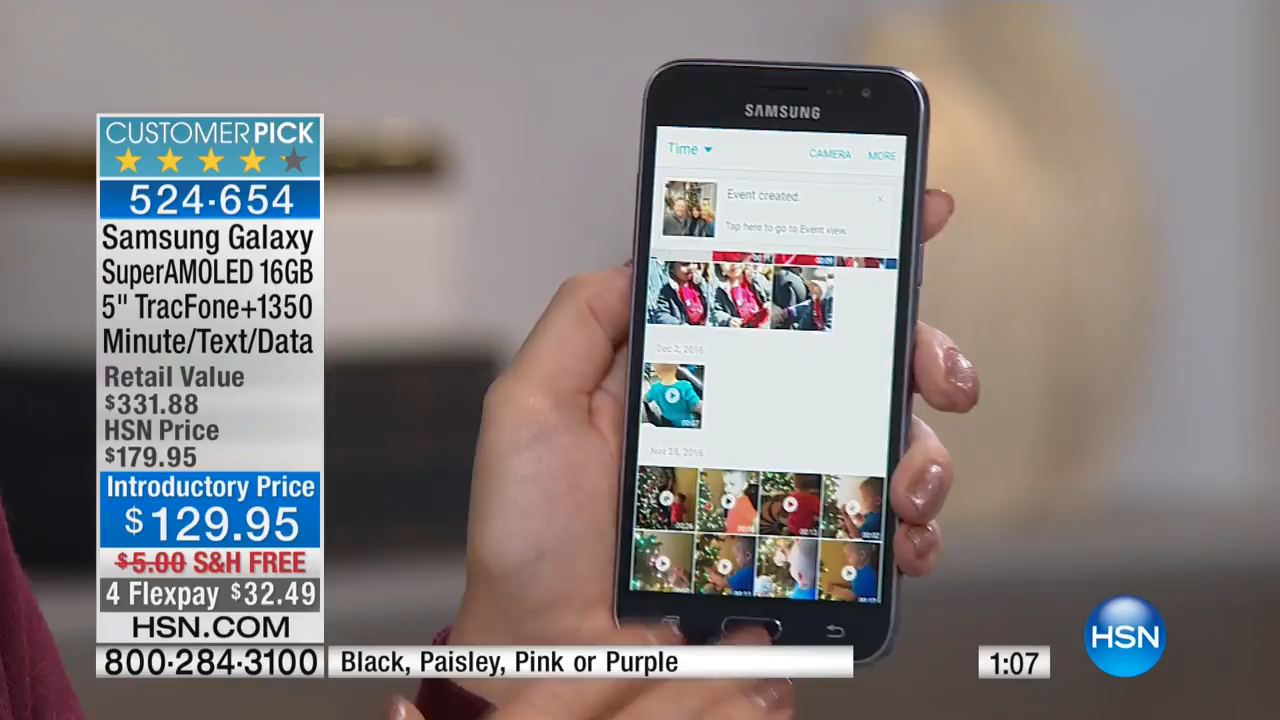 CUSTOMER PICK
524-654
Samsung Galaxy
SuperAMOLED 16GB
5" TracFone+1350
Minute/Text/Data
Retail Value
$331.88
HSN Price
$179.95
Introductory Price
$129.95
$5.00 S&H FREE
4 Flexpay $32.49
HSN.COM
800-284-3100
Black, Paisley, Pink or Purple
1:07
HSN
SAMSUNG
Time
CAMERA MORE
Event created.
Tap here to go to Event view.
Dec 2, 2016
Nov 28, 2016